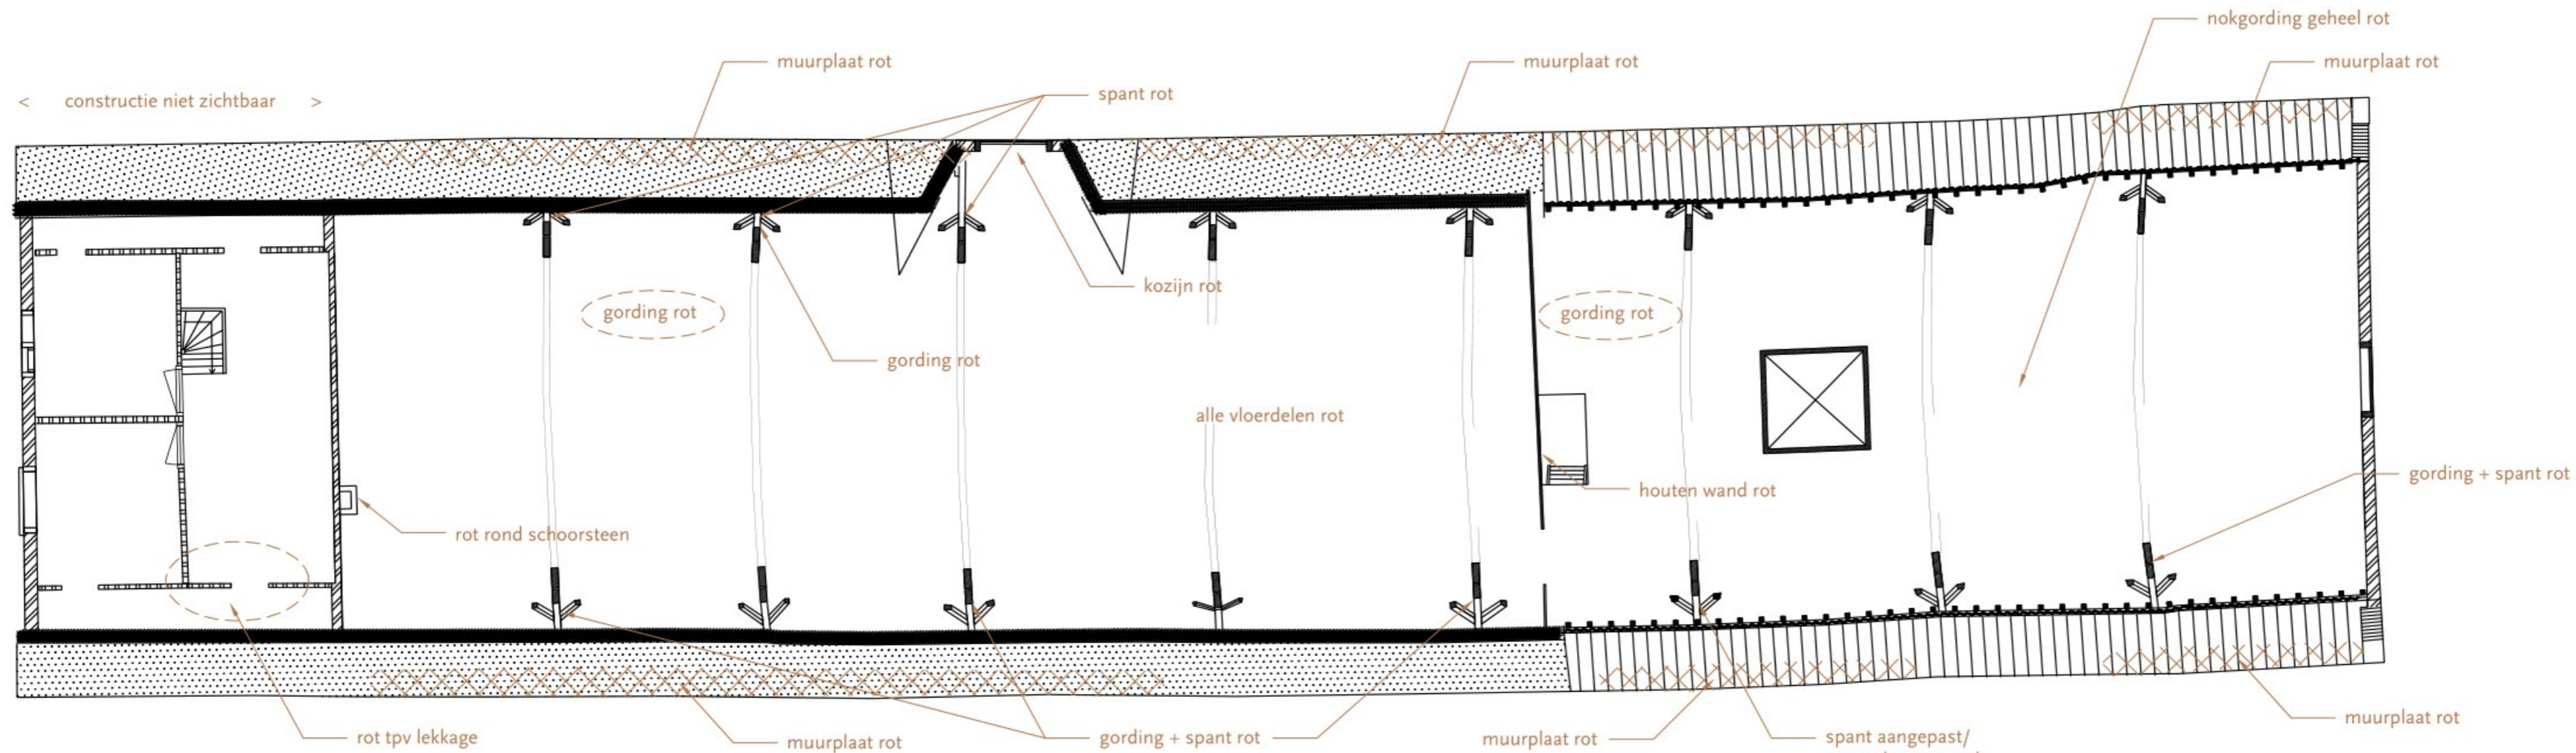 nokgording geheel rot
muurplaat rot
muurplaat rot
muurplaat rot
spant rot
< constructie niet zichtbaar >
kozijn rot
gording rot
gording rot
gording rot
alle vloerdelen rot
gording + spant rot
houten wand rot
rot rond schoorsteen
muurplaat rot
rot tpv lekkage
muurplaat rot
gording + spant rot
muurplaat rot
spant aangepast/